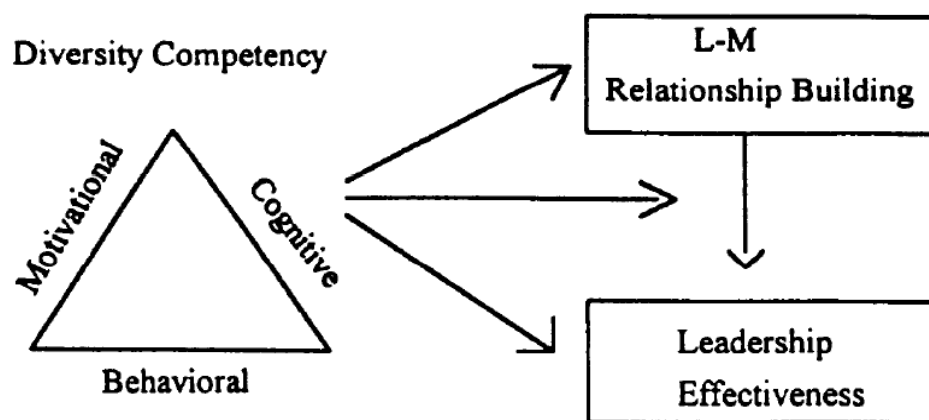 Diversity Competency
Motivational
Cognitive
Behavioral
L-M
Relationship Building
Leadership
Effectiveness